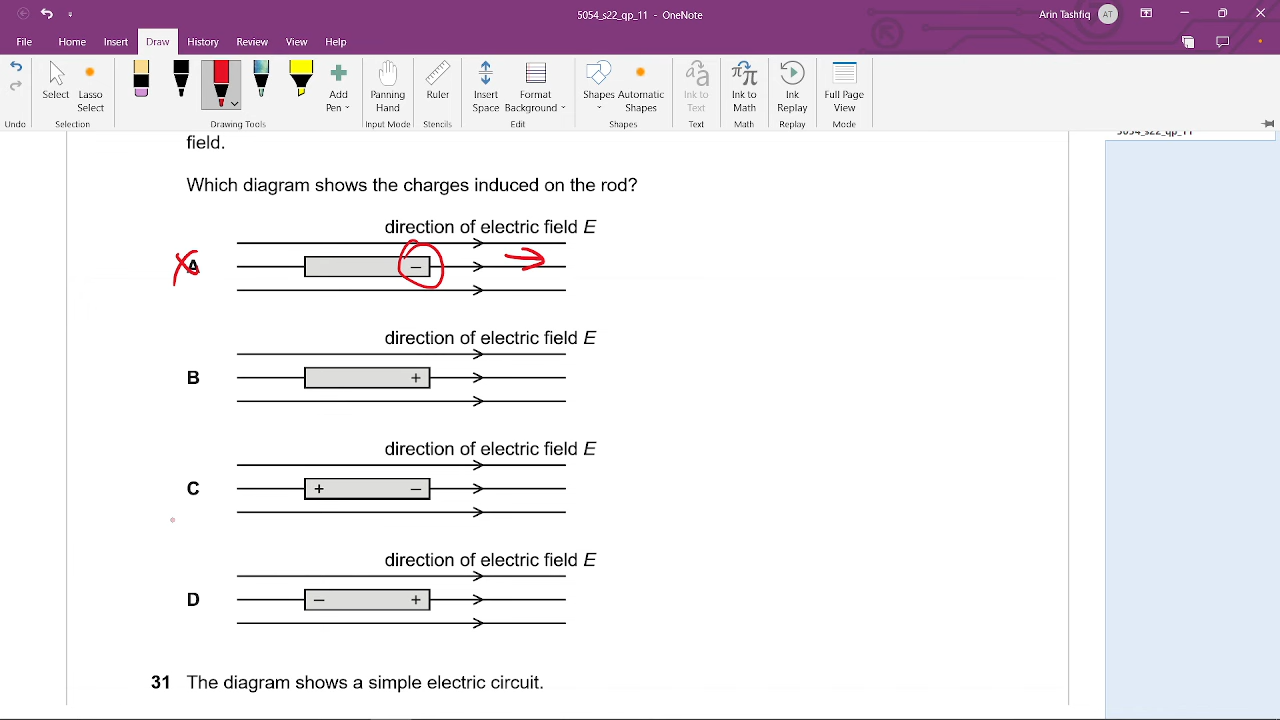 5054_s22_qp_11 - OneNote
Arin Tashfiq AT
File Home Insert Draw History Review View Help
Undo
Select
Lasso Select
Selection
Add Pen
Drawing Tools
Panning Hand
Input Mode
Ruler
Stencils
Insert Space
Format Background
Edit
Shapes
Automatic Shapes
Shapes
Ink to Text
Text
Ink to Math
Math
Ink Replay
Replay
Full Page View
Mode
5054_s22_qp_11
field.
Which diagram shows the charges induced on the rod?
direction of electric field E
A –
direction of electric field E
B +
direction of electric field E
C + –
direction of electric field E
D – +
31 The diagram shows a simple electric circuit.